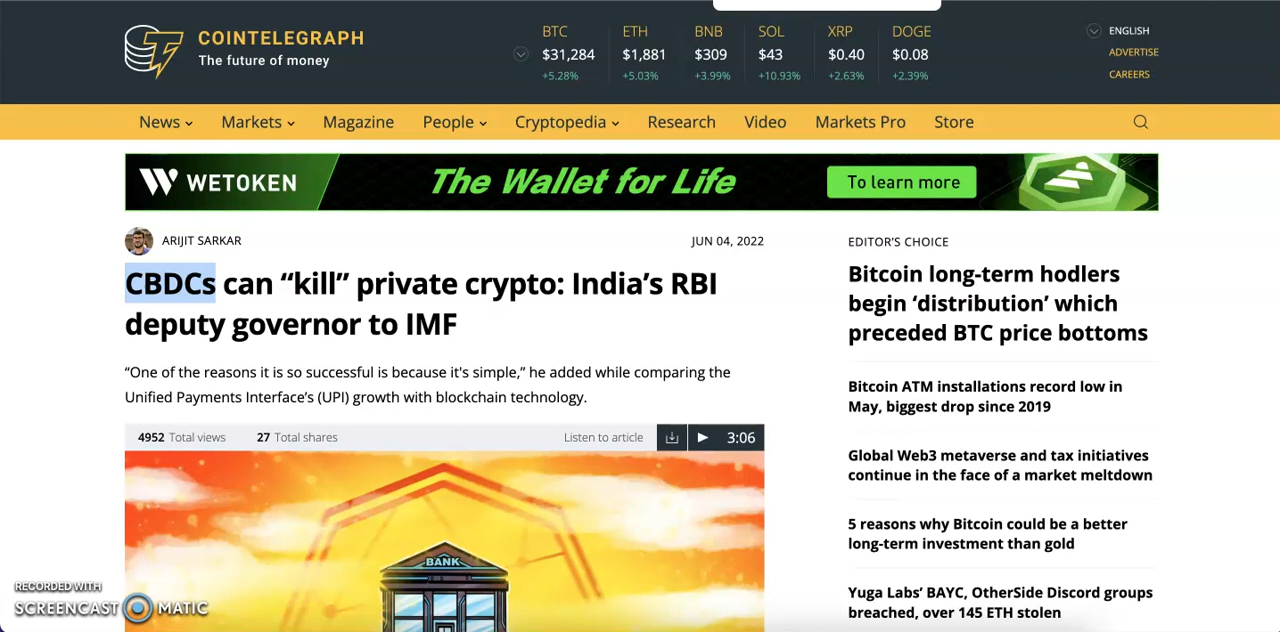 COINTELEGRAPH
The future of money
BTC ETH BNB SOL XRP DOGE
$31,284 $1,881 $309 $43 $0.40 $0.08
+5.28% +5.03% +3.99% +10.93% +2.63% +2.39%
ENGLISH
ADVERTISE
CAREERS
News Markets Magazine People Cryptopedia Research Video Markets Pro Store
WETOKEN The Wallet for Life To learn more
ARIJIT SARKAR JUN 04, 2022
CBDCs can “kill” private crypto: India’s RBI
deputy governor to IMF
“One of the reasons it is so successful is because it's simple,” he added while comparing the
Unified Payments Interface’s (UPI) growth with blockchain technology.
4952 Total views 27 Total shares Listen to article 3:06
BANK
EDITOR’S CHOICE
Bitcoin long-term hodlers
begin ‘distribution’ which
preceded BTC price bottoms
Bitcoin ATM installations record low in
May, biggest drop since 2019
Global Web3 metaverse and tax initiatives
continue in the face of a market meltdown
5 reasons why Bitcoin could be a better
long-term investment than gold
Yuga Labs’ BAYC, OtherSide Discord groups
breached, over 145 ETH stolen
RECORDED WITH
SCREENCAST MATIC